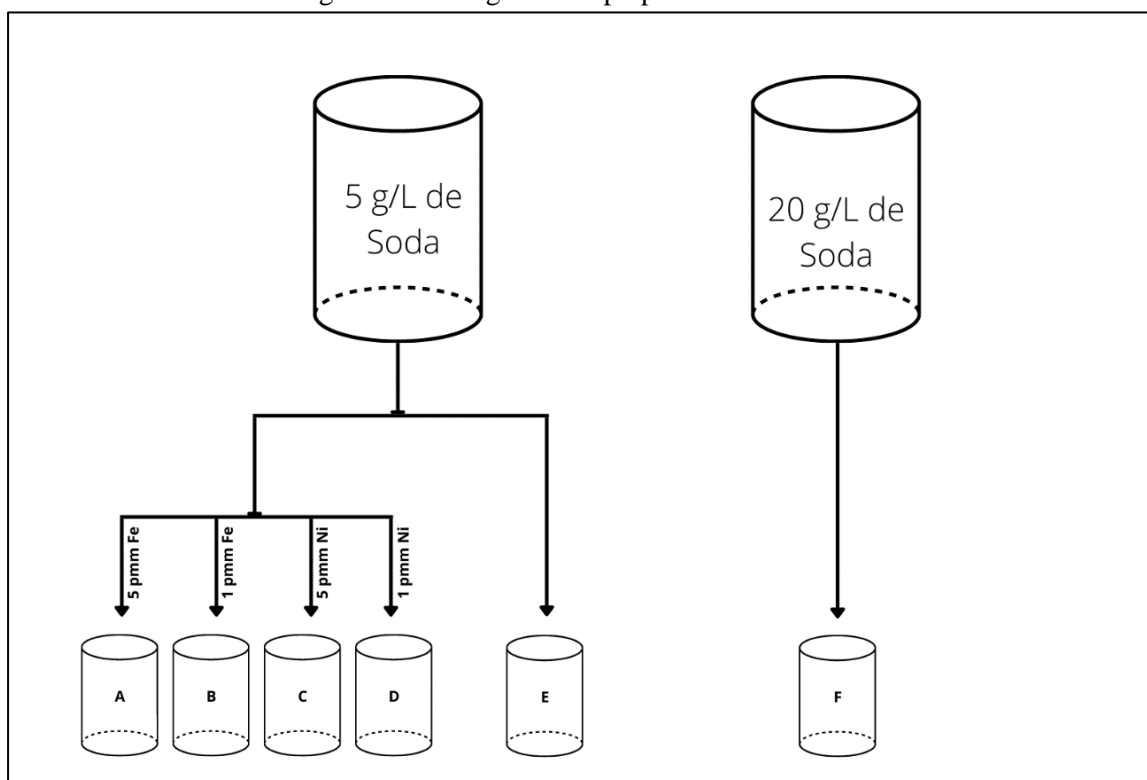 5 g/L de
Soda
20 g/L de
Soda
5 pmm Fe
1 pmm Fe
5 pmm Ni
1 pmm Ni
A
B
C
D
E
F